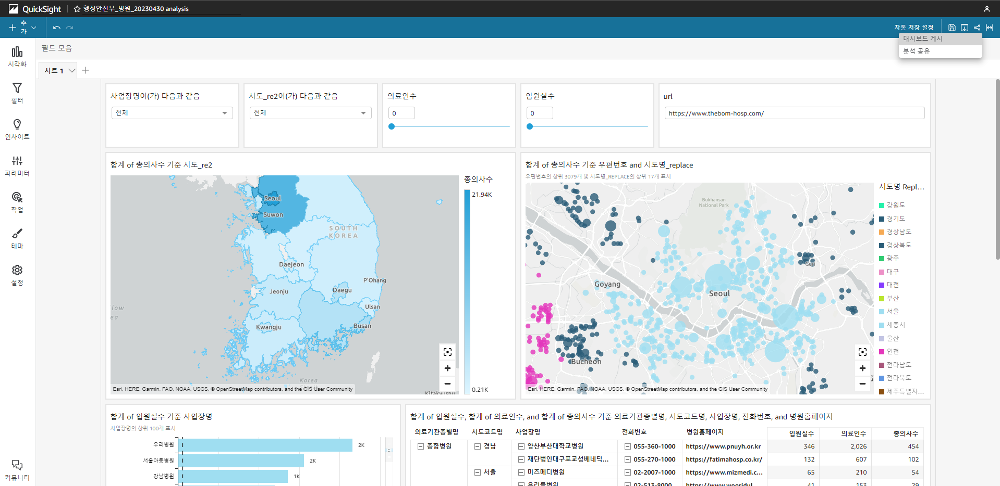 QuickSight
행정안전부_병원_20230430 analysis
추가
자동 저장 설정
대시보드 게시
분석 공유
시각화
필터
인사이트
파라미터
작업
테마
설정
커뮤니티
필드 모음
시트 1
사업장명이(가) 다음과 같음
전체
시도_re2이(가) 다음과 같음
전체
의료인수
0
입원실수
0
url
https://www.thebom-hosp.com/
합계 of 종의사수 기준 시도_re2
Seoul
Suwon
SOUTH
KOREA
Daejeon
P'Ohang
Jeonju
Daegu
Ulsan
Kwangju
Busan
low
ea
Korea
Kitakyushu
Esri, HERE, Garmin, FAO, NOAA, USGS, © OpenStreetMap contributors, and the GIS User Community
종의사수
21.94K
0.21K
합계 of 종의사수 기준 우편번호 and 시도명_replace
우편번호의 상위 3079개 및 시도명_REPLACE의 상위 17개 표시
Bukhansan
National Park
Guri
Goyang
Seoul
Bucheon
Esri, HERE, Garmin, FAO, NOAA, USGS, © OpenStreetMap contributors, and the GIS User Community
시도명 Repl...
강원도
경기도
경상남도
경상북도
광주
대구
대전
부산
서울
세종시
울산
인천
전라남도
전라북도
제주특별자...
합계 of 입원실수 기준 사업장명
사업장명의 상위 100개 표시
우리병원 2K
서울아동병원 2K
강남병원 1K
합계 of 입원실수, 합계 of 의료인수, and 합계 of 종의사수 기준 의료기관종별명, 시도코드명, 사업장명, 전화번호, and 병원홈페이지
의료기관종별명 시도코드명 사업장명 전화번호 병원홈페이지 입원실수 의료인수 종의사수
종합병원 경남 양산부산대학교병원 055-360-1000 https://www.pnuyh.or.kr 346 2,026 454
재단법인대구포교성베네딕... 055-270-1000 https://fatimahosp.co.kr/ 132 607 102
서울 미즈메디병원 02-2007-1000 https://www.mizmedi.c... 65 210 54
우리들병원 02-513-8000 https://www.wooridul... 41 153 29